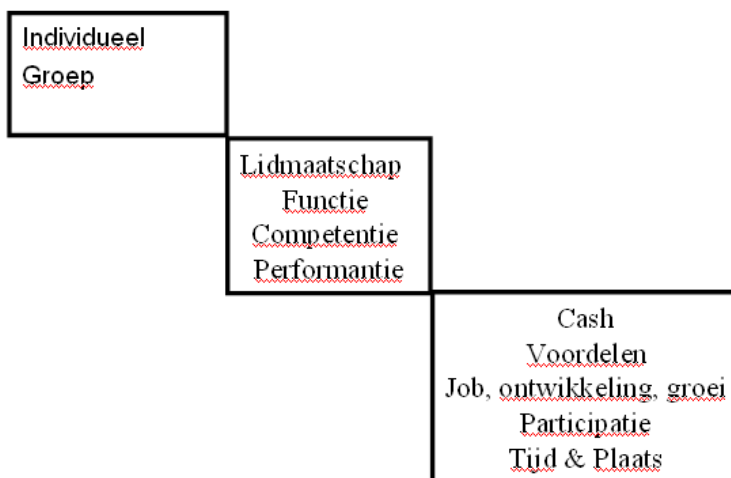 Individueel
Groep
Lidmaatschap
Functie
Competentie
Performantie
Cash
Voordelen
Job, ontwikkeling, groei
Participatie
Tijd & Plaats